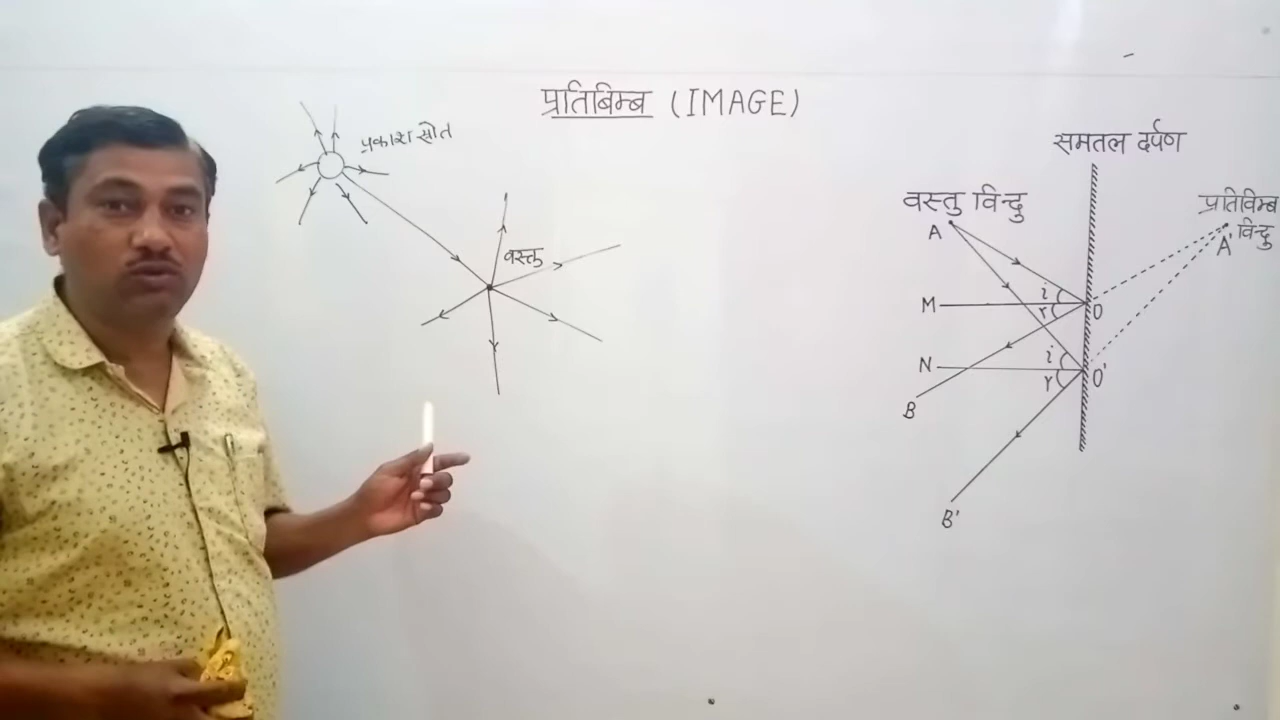 प्रतिबिम्ब (IMAGE)
प्रकाश स्रोत
वस्तु
समतल दर्पण
वस्तु विन्दु
A
प्रतिविम्ब
विन्दु
A'
M
i
r
O
N
i
r
O'
B
B'